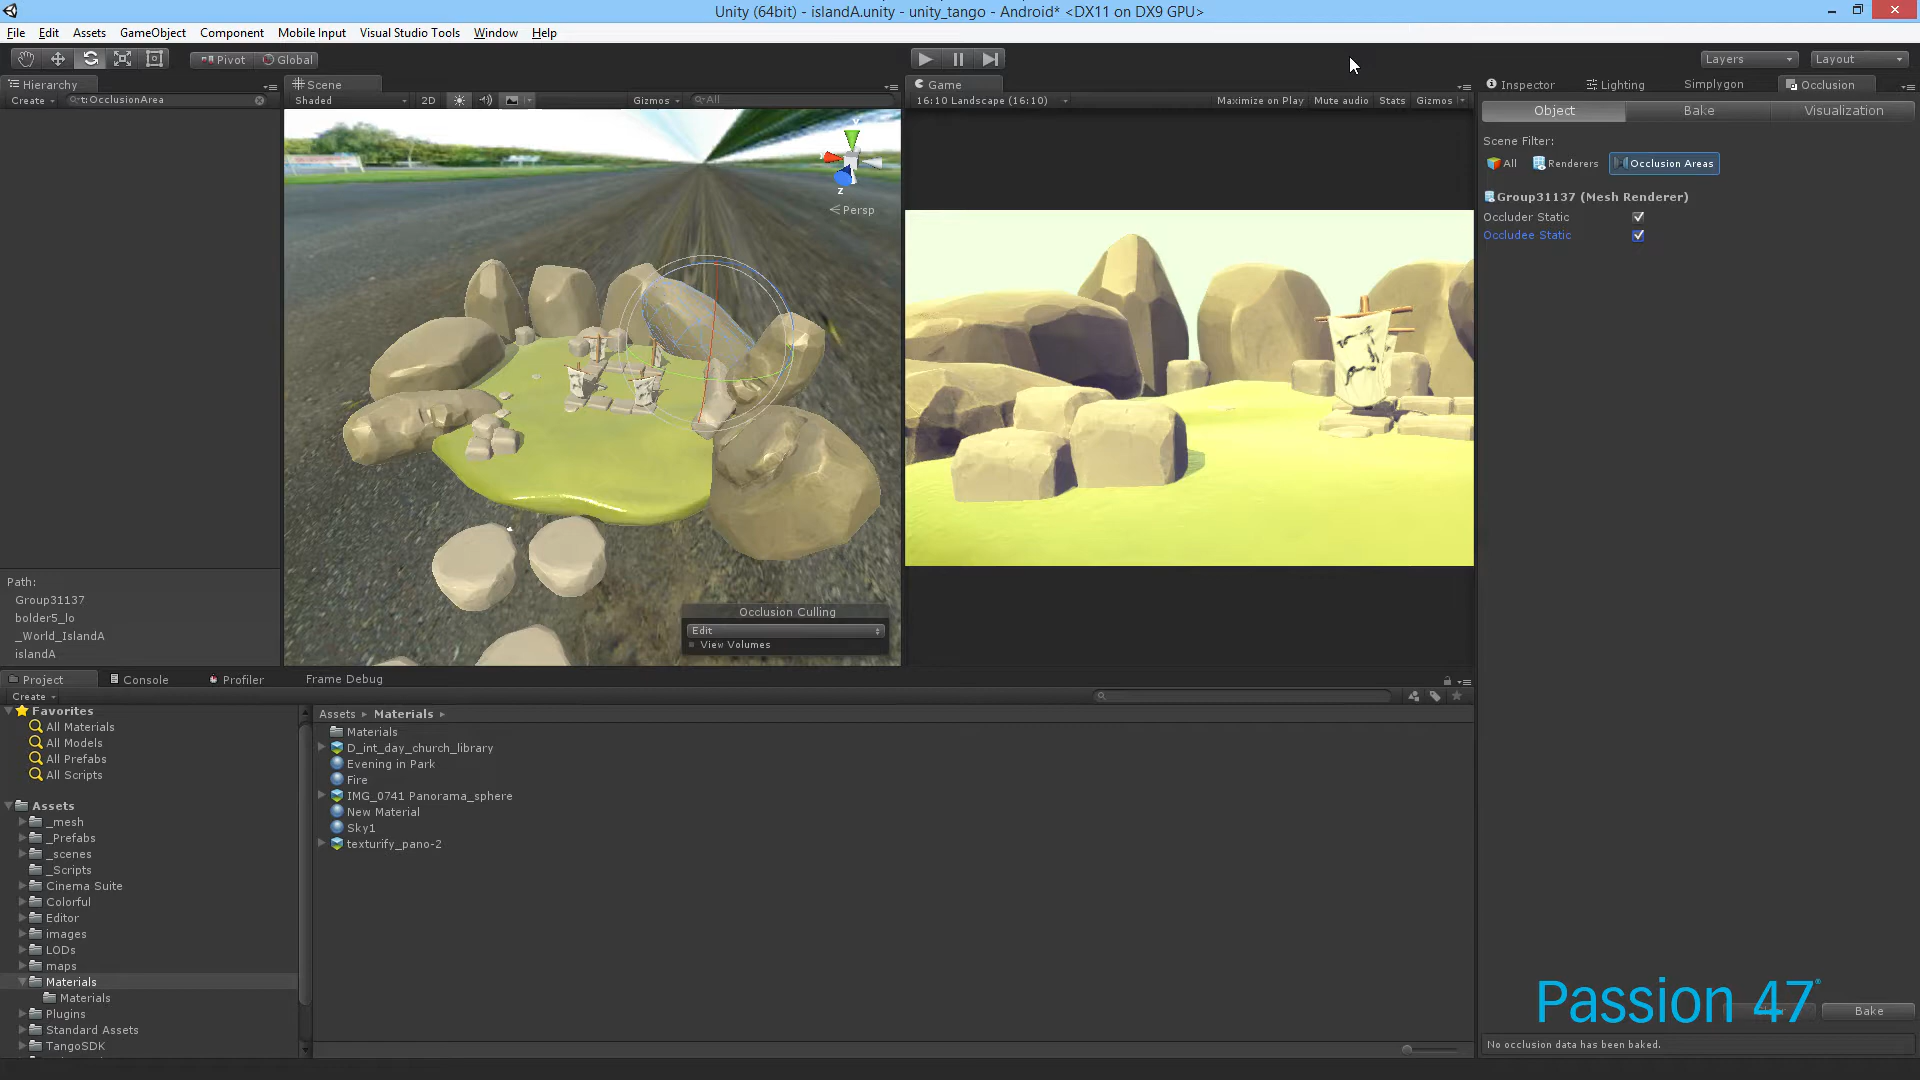 Unity (64bit) - islandA.unity - unity_tango - Android* <DX11 on DX9 GPU>
File Edit Assets GameObject Component Mobile Input Visual Studio Tools Window Help
Pivot Global Layers Layout
Hierarchy
Create t:OcclusionArea
Scene
Shaded 2D Gizmos All
Game
16:10 Landscape (16:10) Maximize on Play Mute audio Stats Gizmos
Inspector Lighting Simplygon Occlusion
Object Bake Visualization
Scene Filter:
All Renderers Occlusion Areas
Group31137 (Mesh Renderer)
Occluder Static
Occludee Static
y
z
Persp
Occlusion Culling
Edit
View Volumes
Path:
Group31137
bolder5_lo
_World_IslandA
islandA
Project Console Profiler Frame Debug
Create
Favorites
All Materials
All Models
All Prefabs
All Scripts
Assets
_mesh
_Prefabs
_scenes
_Scripts
Cinema Suite
Colorful
Editor
images
LODs
maps
Materials
Materials
Plugins
Standard Assets
TangoSDK
Assets Materials
Materials
D_int_day_church_library
Evening in Park
Fire
IMG_0741 Panorama_sphere
New Material
Sky1
texturify_pano-2
Passion 47
Bake
No occlusion data has been baked.